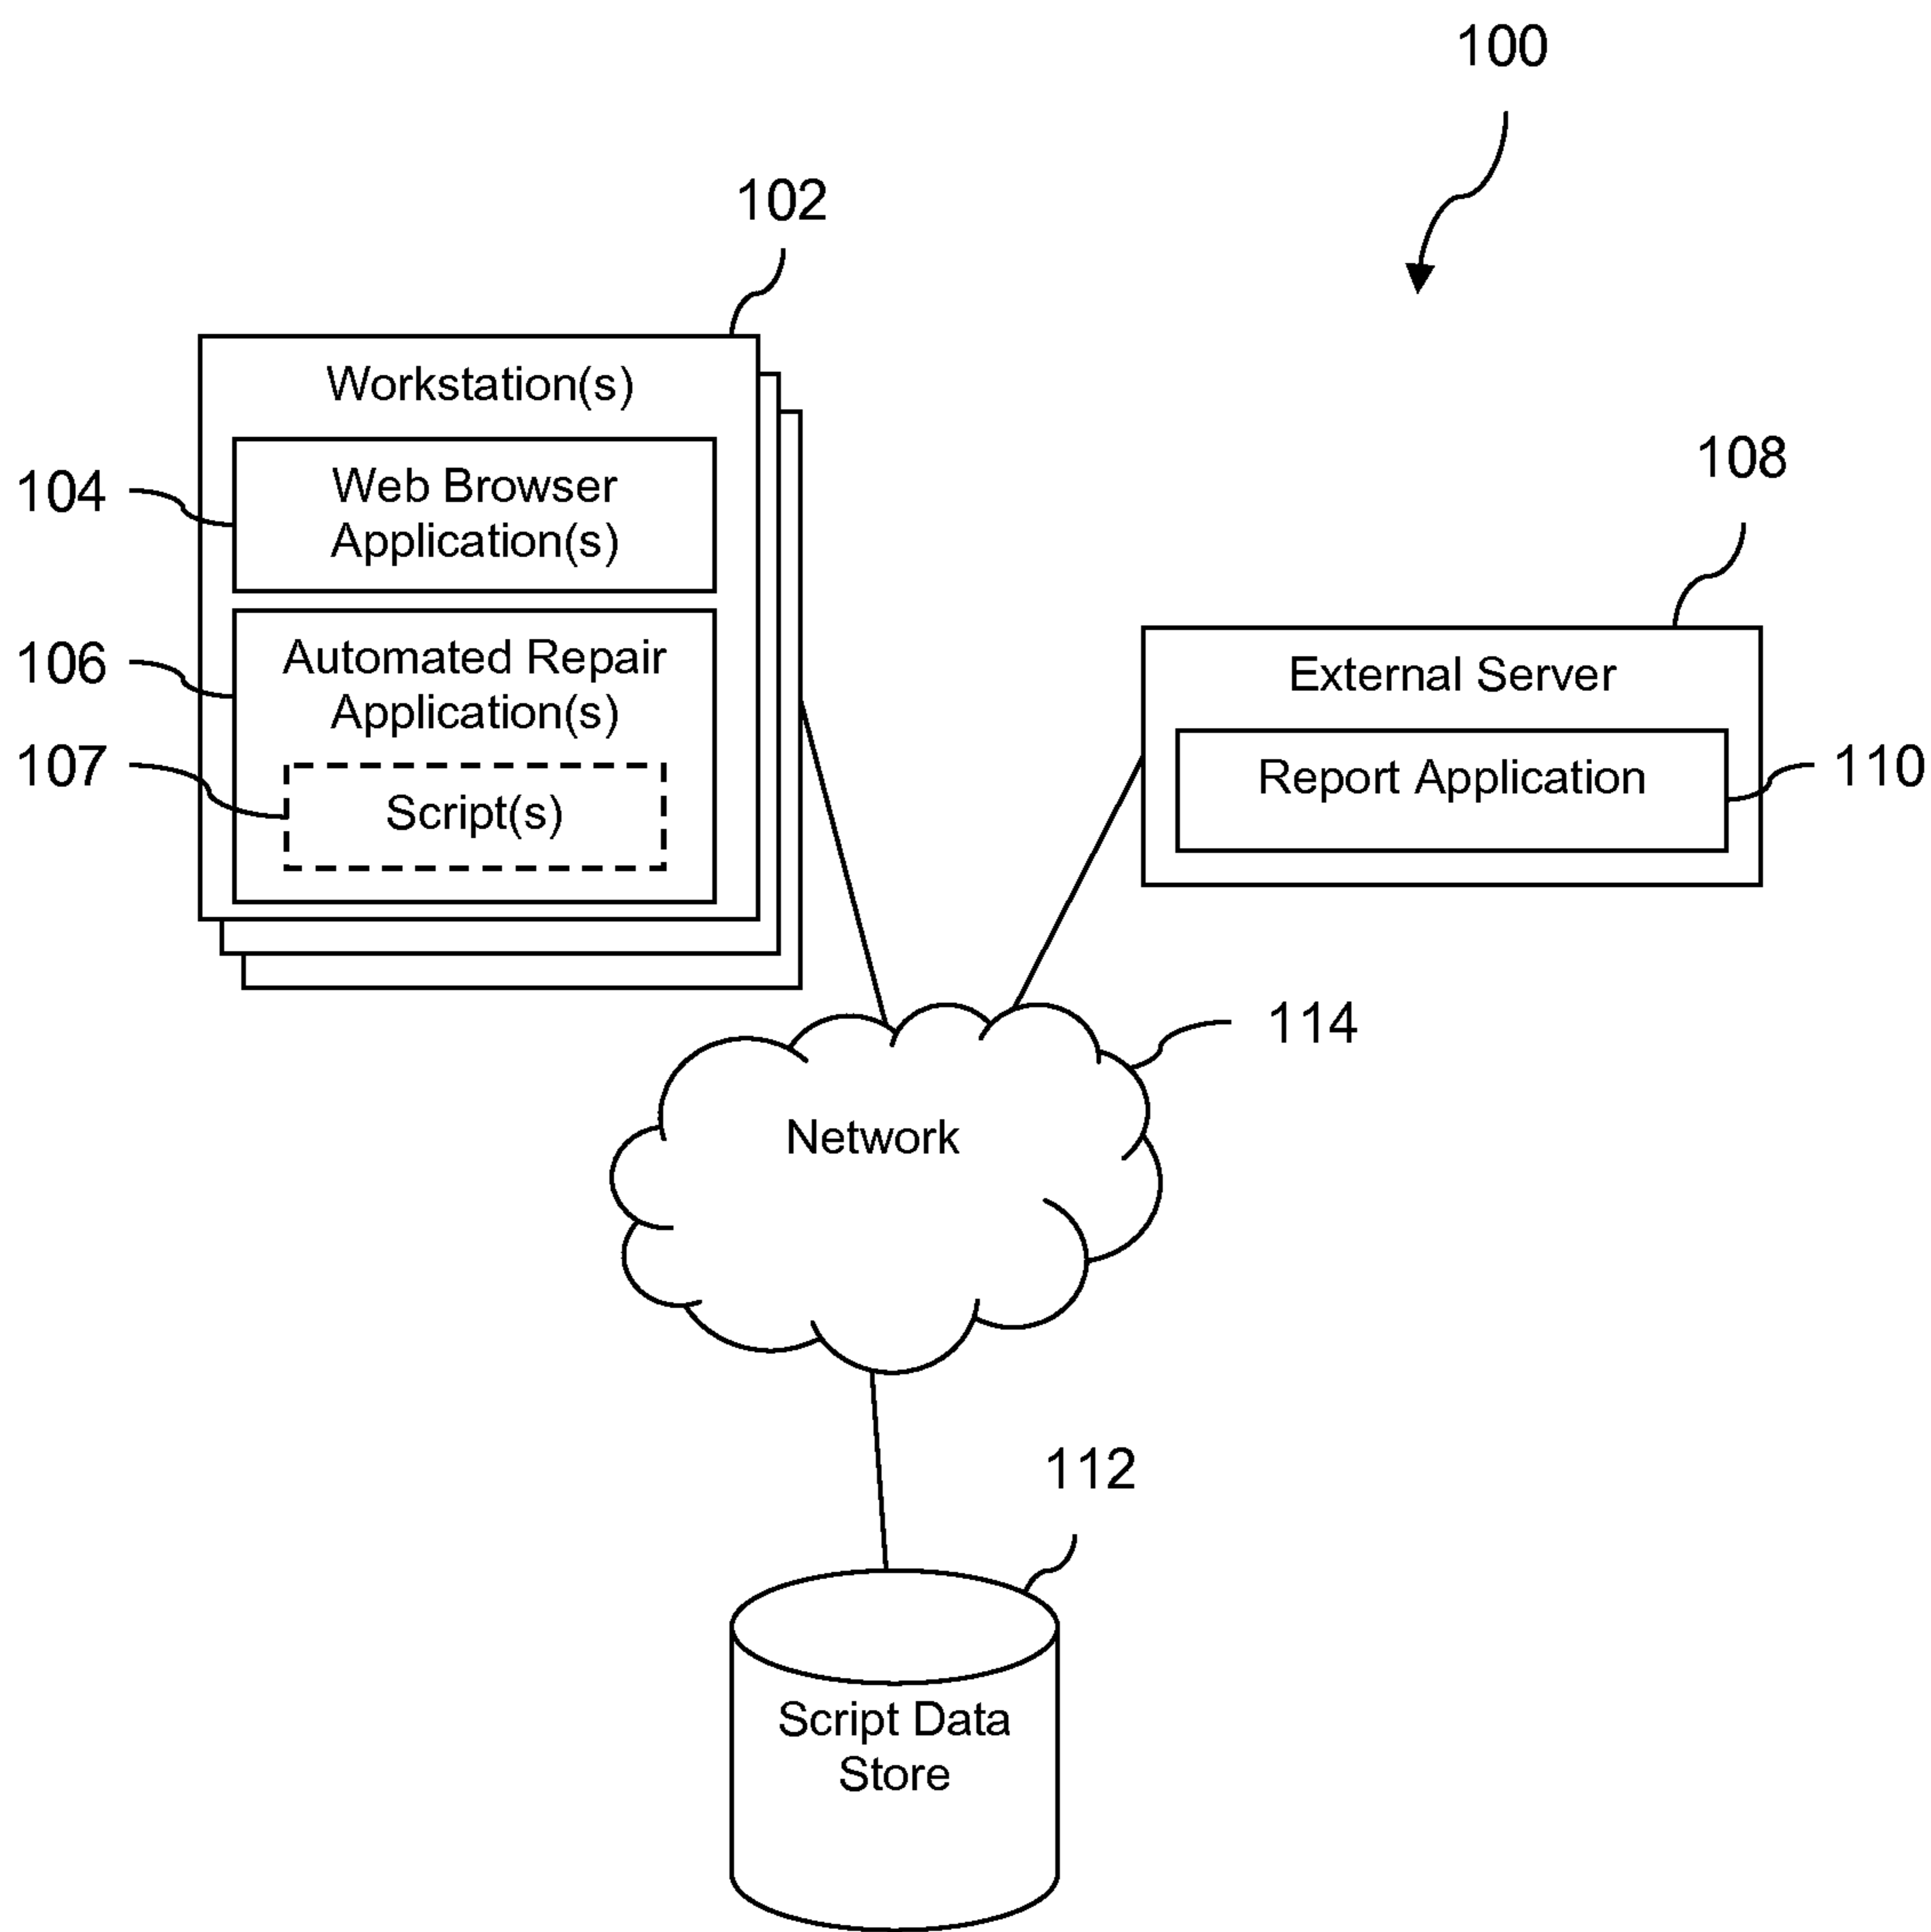 100
102
Workstation(s)
104
Web Browser
Application(s)
108
106
Automated Repair
Application(s)
External Server
107
Script(s)
Report Application
110
114
Network
112
Script Data
Store